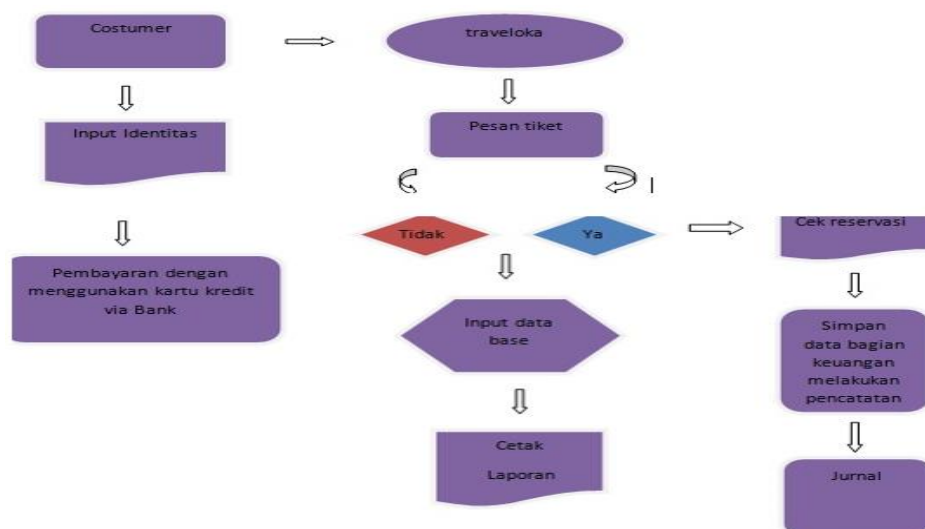 Costumer
traveloka
Input Identitas
Pesan tiket
Tidak
Ya
Cek reservasi
Pembayaran dengan
menggunakan kartu kredit
via Bank
Input data
base
Simpan
data bagian
keuangan
melakukan
pencatatan
Cetak
Laporan
Jurnal